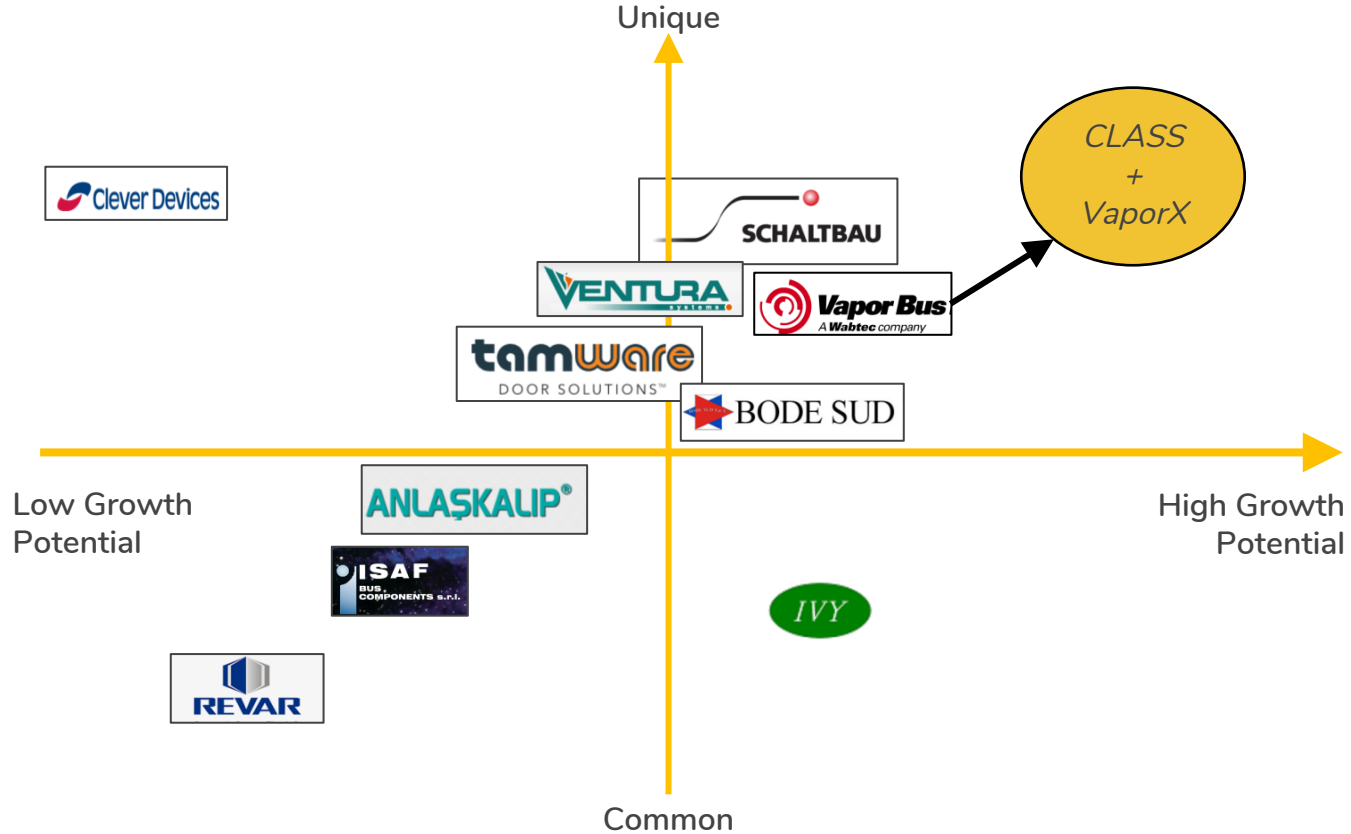 Unique
CLASS
+
VaporX
Clever Devices
SCHALTBAU
VENTURA
systems
Vapor Bus
A Wabtec company
tamware
DOOR SOLUTIONS™
BODE SUD
Low Growth
Potential
High Growth
Potential
ANLAŞKALIP®
ISAF
BUS
COMPONENTS s.r.l.
IVY
REVAR
Common